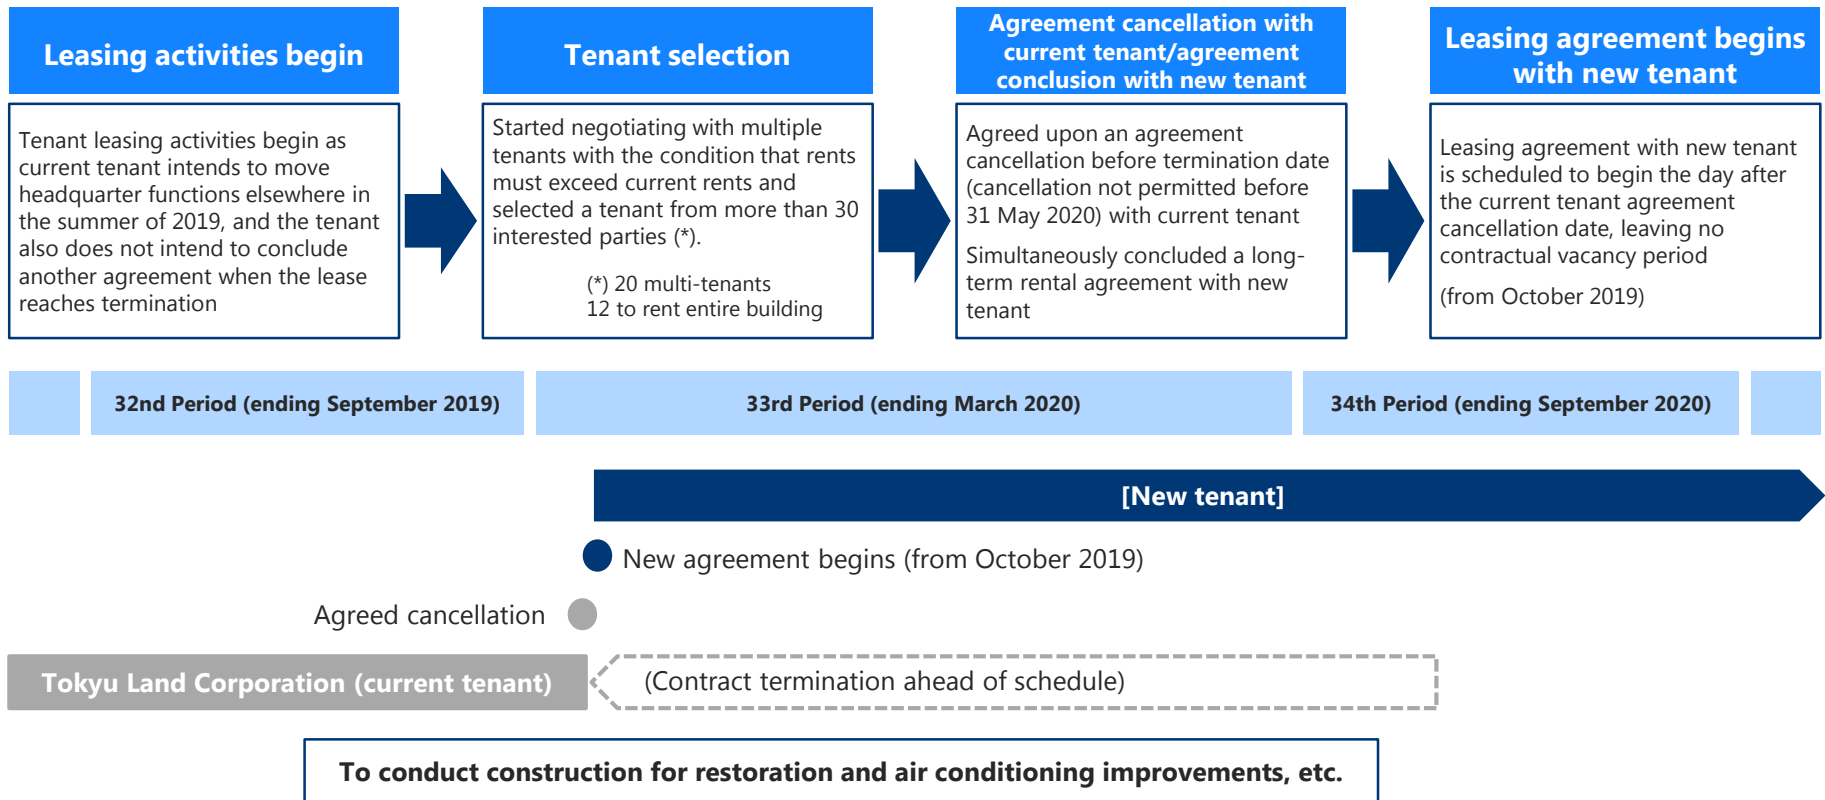 Leasing activities begin
Tenant leasing activities begin as
current tenant intends to move
headquarter functions elsewhere in
the summer of 2019, and the tenant
also does not intend to conclude
another agreement when the lease
reaches termination
Tenant selection
Started negotiating with multiple
tenants with the condition that rents
must exceed current rents and
selected a tenant from more than 30
interested parties (*).
(*) 20 multi-tenants
12 to rent entire building
Agreement cancellation with
current tenant/agreement
conclusion with new tenant
Agreed upon an agreement
cancellation before termination date
(cancellation not permitted before
31 May 2020) with current tenant
Simultaneously concluded a long-
term rental agreement with new
tenant
Leasing agreement begins
with new tenant
Leasing agreement with new tenant
is scheduled to begin the day after
the current tenant agreement
cancellation date, leaving no
contractual vacancy period
(from October 2019)
32nd Period (ending September 2019)
33rd Period (ending March 2020)
34th Period (ending September 2020)
[New tenant]
New agreement begins (from October 2019)
Agreed cancellation
Tokyu Land Corporation (current tenant)
(Contract termination ahead of schedule)
To conduct construction for restoration and air conditioning improvements, etc.